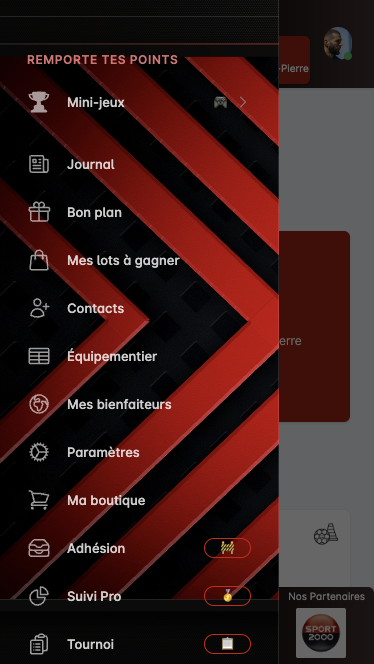 REMPORTE TES POINTS
-Pierre
Mini-jeux
Journal
Bon plan
Mes lots à gagner
Contacts
erre
Équipementier
Mes bienfaiteurs
Paramètres
Ma boutique
Adhésion
Suivi Pro
Nos Partenaires
SPORT
2000
Tournoi